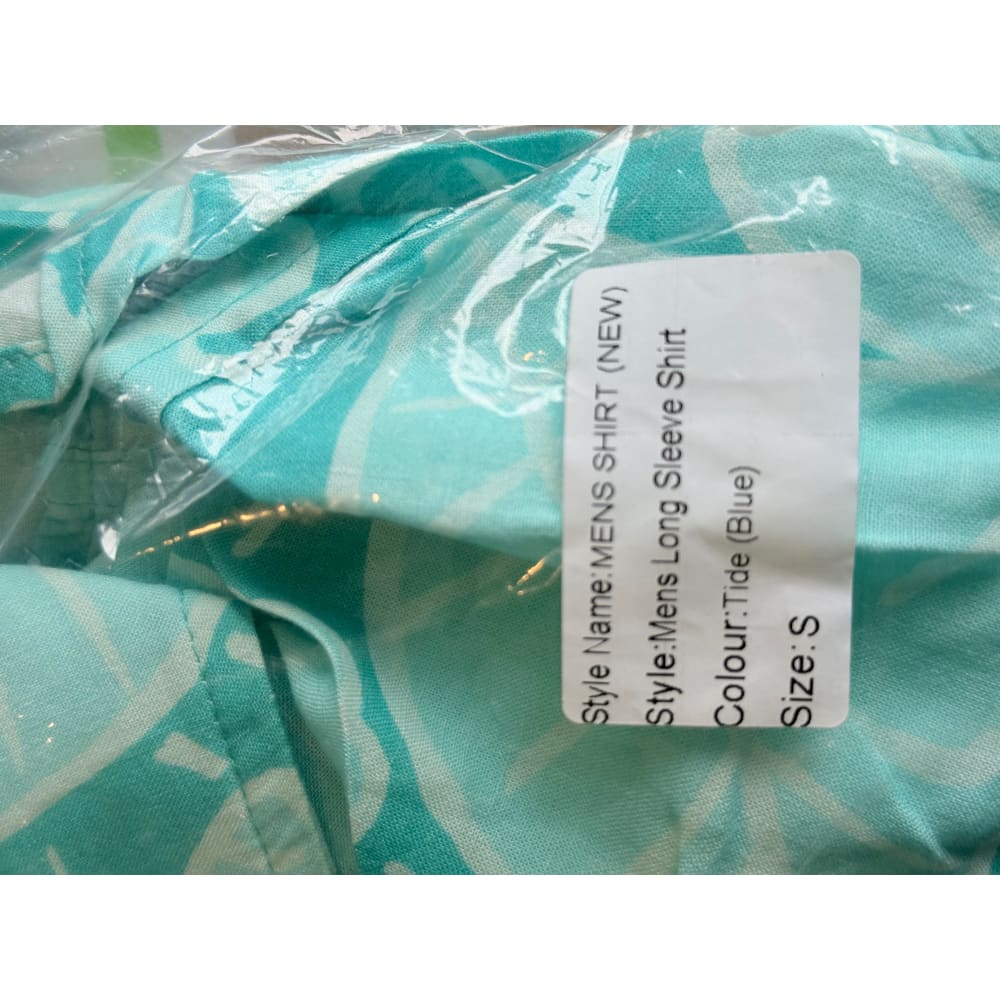 Style Name:MENS SHIRT (NEW)
Style:Mens Long Sleeve Shirt
Colour:Tide (Blue)
Size:S